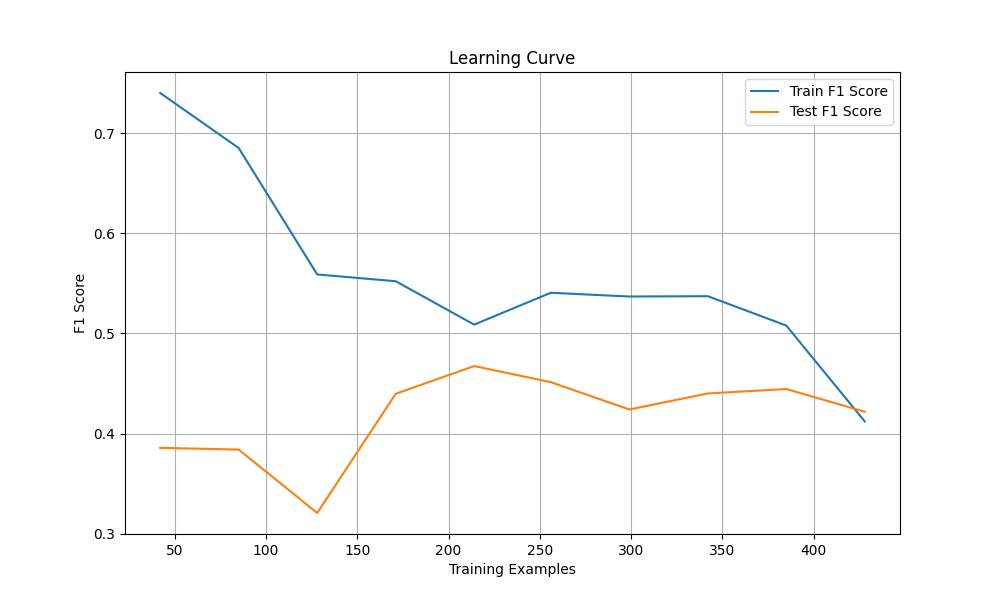 Learning Curve
Train F1 Score
Test F1 Score
F1 Score
0.7
0.6
0.5
0.4
0.3
50 100 150 200 250 300 350 400
Training Examples